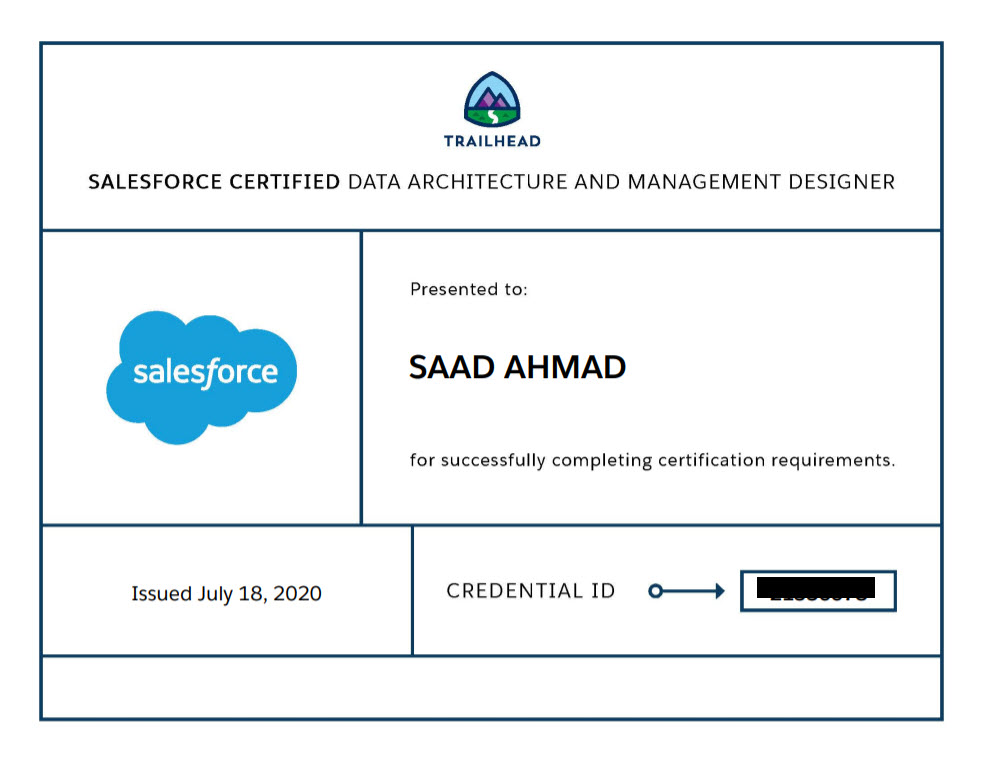 TRAILHEAD
SALESFORCE CERTIFIED DATA ARCHITECTURE AND MANAGEMENT DESIGNER
Presented to:
salesforce
SAAD AHMAD
for successfully completing certification requirements.
Issued July 18, 2020
CREDENTIAL ID